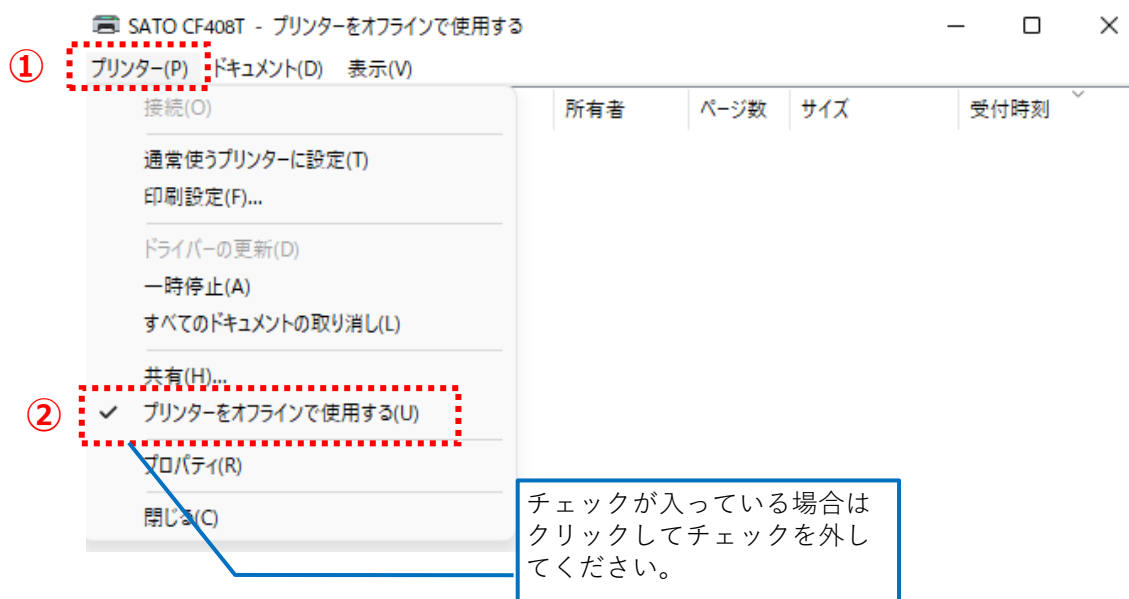 SATO CF408T - プリンターをオフラインで使用する
① プリンター(P) ドキュメント(D) 表示(V)
接続(O)
所有者 ページ数 サイズ 受付時刻
通常使うプリンターに設定(T)
印刷設定(F)...
ドライバーの更新(D)
一時停止(A)
すべてのドキュメントの取り消し(L)
共有(H)...
② プリンターをオフラインで使用する(U)
プロパティ(R)
閉じる(C)
チェックが入っている場合は
クリックしてチェックを外し
てください。